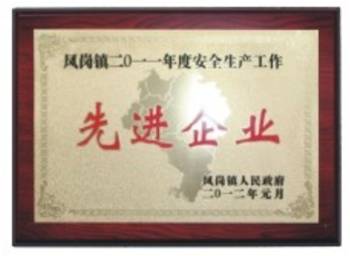 凤岗镇二〇一一年度安全生产工作
先进企业
凤岗镇人民政府
二〇一二年元月